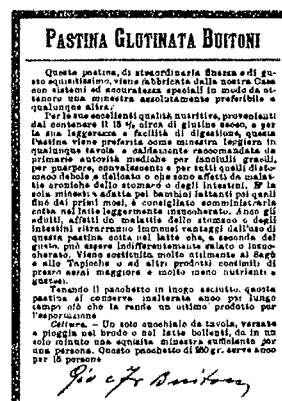 PASTINA GLUTINATA BUITONI
Questa pastina, di straordinaria finezza e di gu-
sto squisitissimo, viene fabbricata dalla nostra Casa
con sistemi ed accuratezza speciali in modo da ot-
tenere una minestra assolutamente preferibile a
qualunque altra.
Per le sue eccellenti qualità nutritive, provenienti
dal contenere il 15 %, circa di glutine secco, e per
la sua leggerezza e facilità di digestione, questa
Pastina viene preferita come minestra leggera in
qualunque tavola e caldamente raccomandata da
primarie autorità mediche per fanciulli gracili,
per puerpere, convalescenti e per tutti quelli di sto-
maco debole o delicato o che sono affetti da malat-
tie croniche dello stomaco o degli intestini. È la
sola minestra adatta pei bambini lattanti pei quali
fino dai primi mesi, è consigliato somministrarla
cotta nel latte leggermente inzuccherato. Anco gli
adulti, affetti da malattie dello stomaco o degli
intestini ritrarranno immensi vantaggi dall'uso di
questa pastina cotta nel latte che, a seconda del
gusto, può essere indifferentemente salato o inzuc-
cherato. Viene sostituita molto utilmente al Sagù
e alle Tapioche o ad altri prodotti consimili di
prezzo assai maggiore e molto meno nutrienti e
gustosi.
Tenendo il pacchetto in luogo asciutto, questa
pastina si conserva inalterata anco per lungo
tempo ciò che la rende un ottimo prodotto per
l'esportazione
Cottura. — Un solo cucchiaio da tavola, versato
a pioggia nel brodo o nel latte bollenti, dà in un
solo minuto una squisita minestra sufficiente per
una persona. Questo pacchetto di 250 gr. serve anco
per 15 persone
Gio e Fr Buitoni